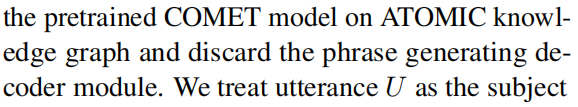 the pretrained COMET model on ATOMIC knowl-
edge graph and discard the phrase generating de-
coder module. We treat utterance U as the subject